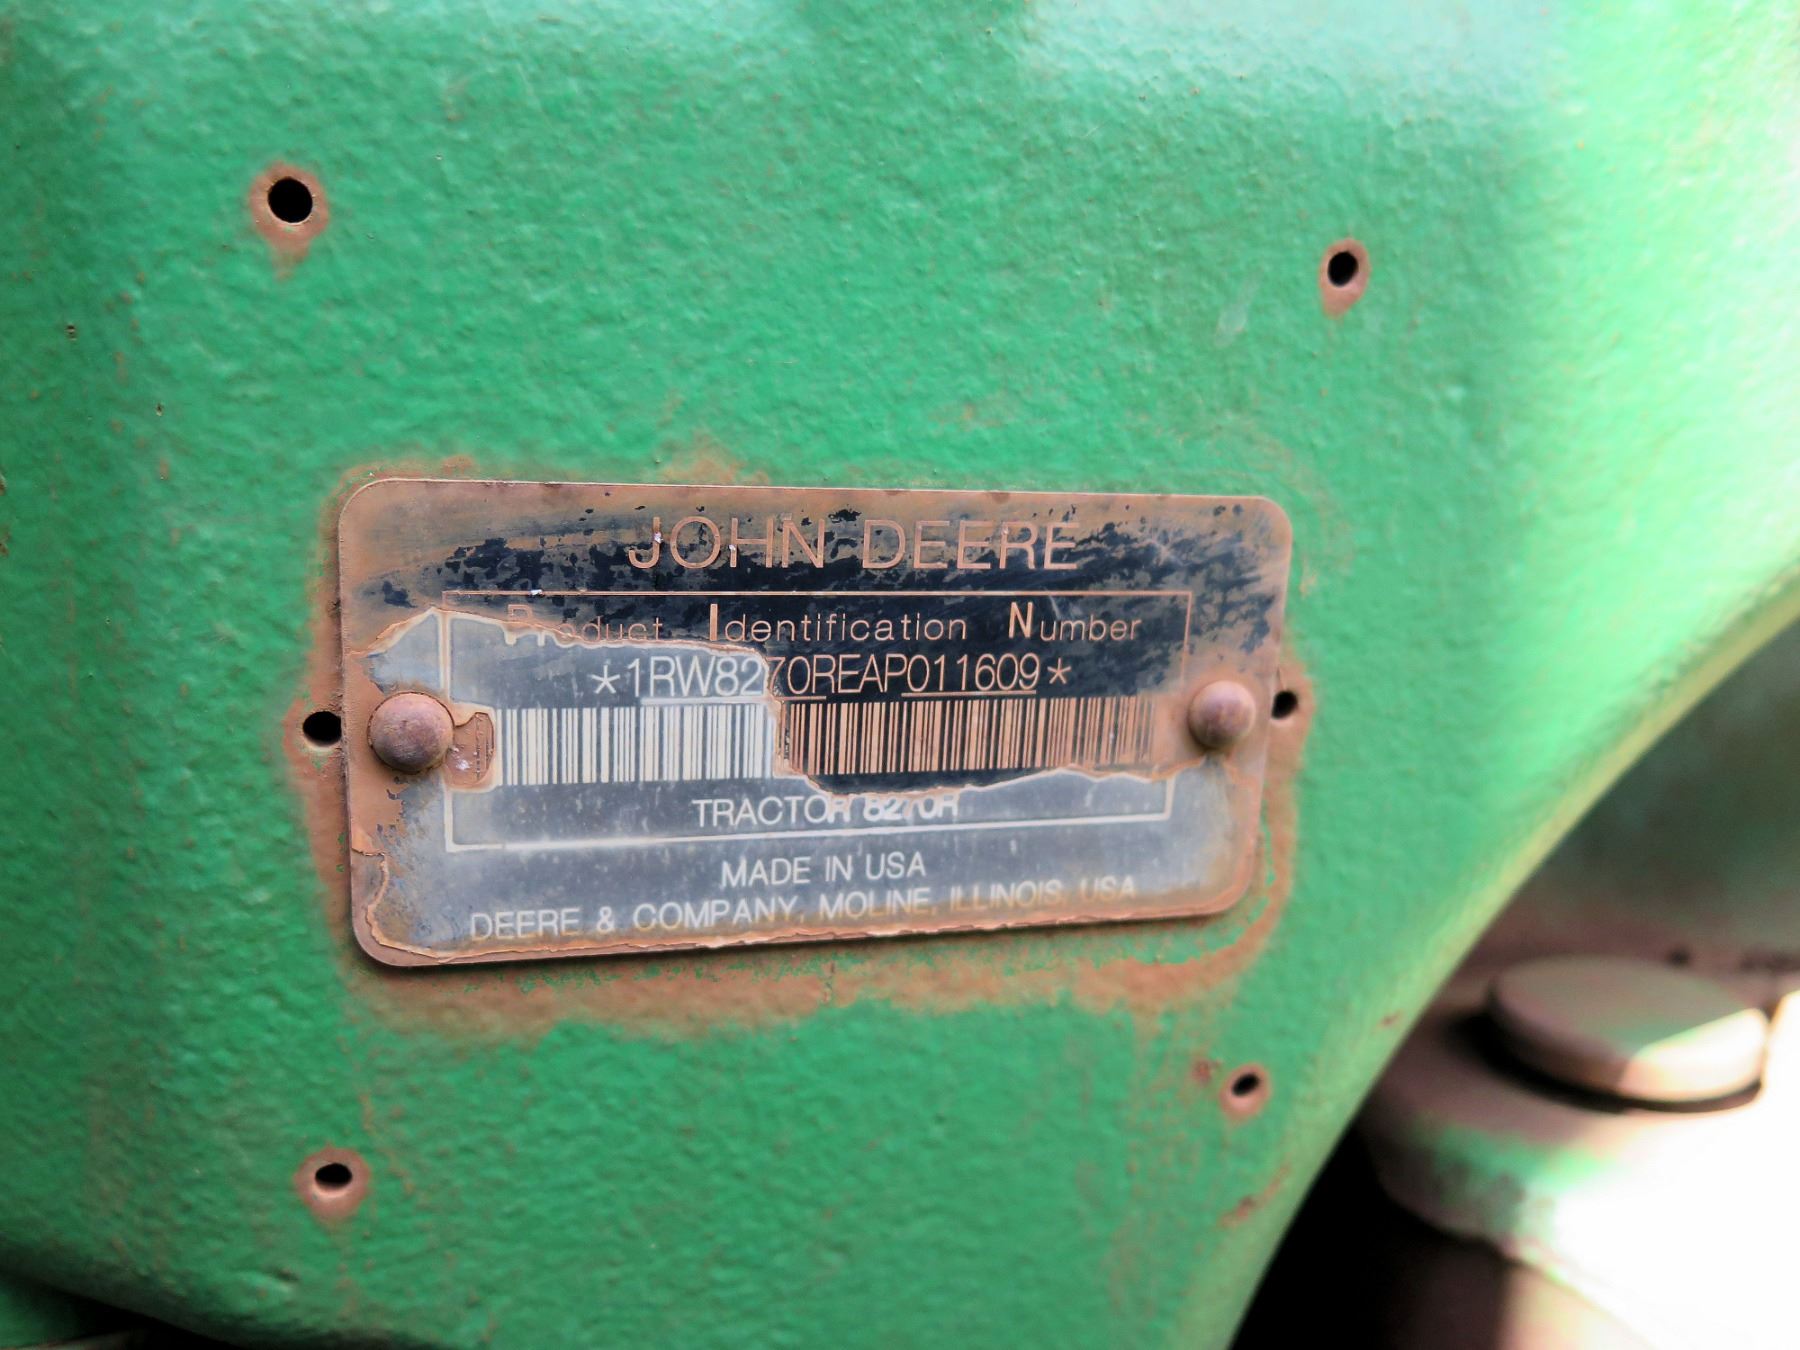 JOHN DEERE
Product Identification Number
*1RW8270REAP011609*
TRACTOR 8270R
MADE IN USA
DEERE & COMPANY, MOLINE, ILLINOIS, USA